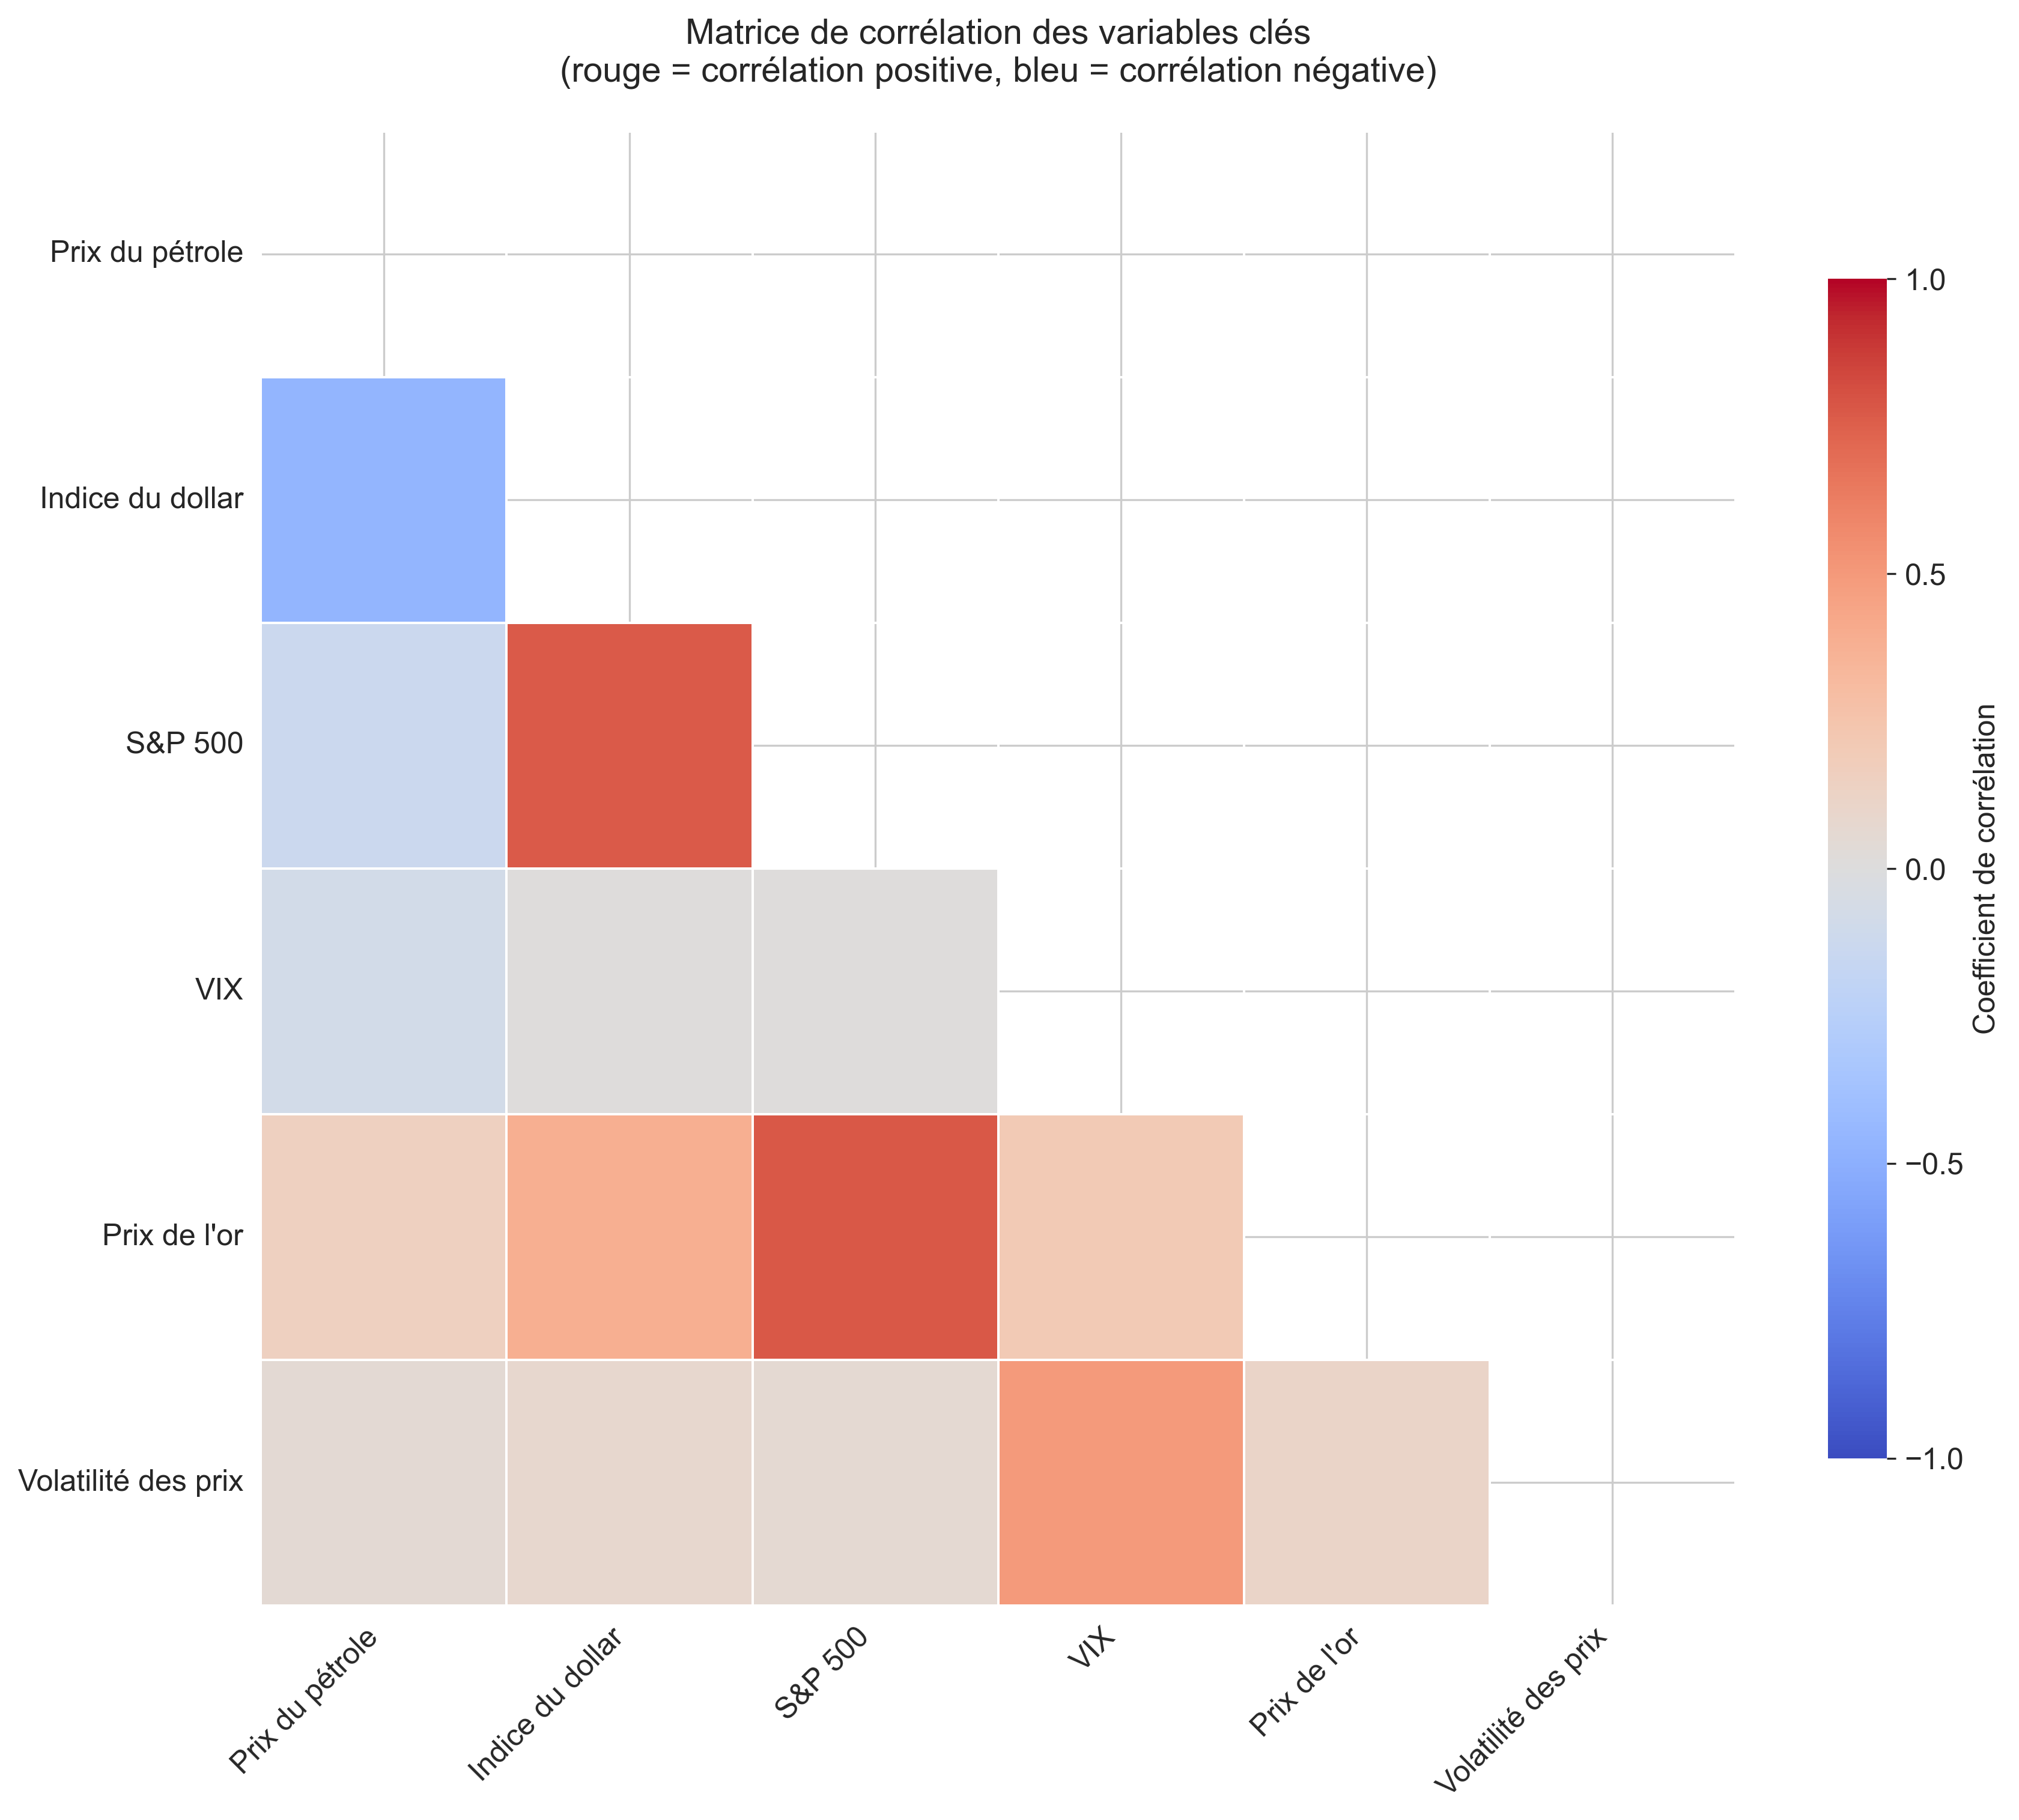 Matrice de corrélation des variables clés
(rouge = corrélation positive, bleu = corrélation négative)
Prix du pétrole
Indice du dollar
S&P 500
VIX
Prix de l'or
Volatilité des prix
Prix du pétrole
Indice du dollar
S&P 500
VIX
Prix de l'or
Volatilité des prix
1.0
0.5
0.0
−0.5
−1.0
Coefficient de corrélation